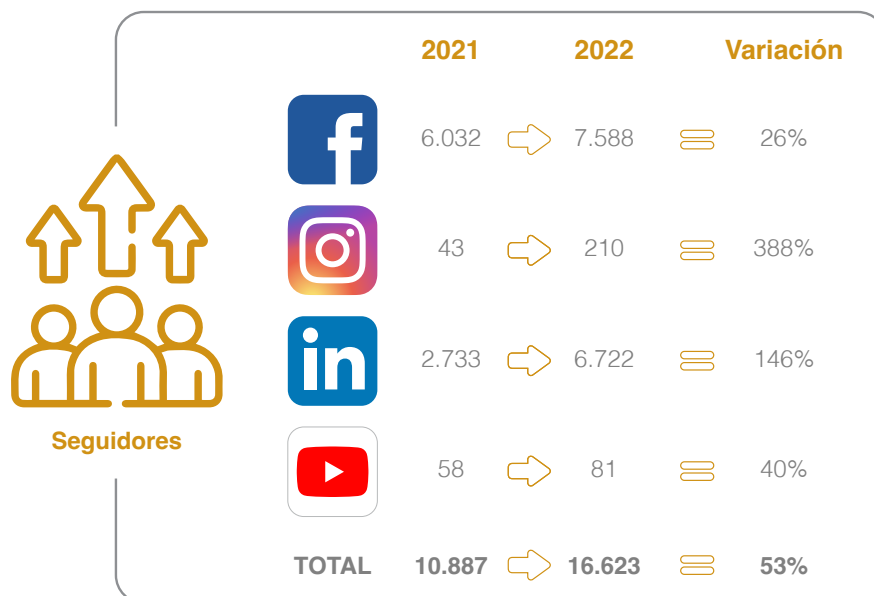 2021 2022 Variación
6.032 7.588 26%
43 210 388%
in 2.733 6.722 146%
Seguidores
58 81 40%
TOTAL 10.887 16.623 53%